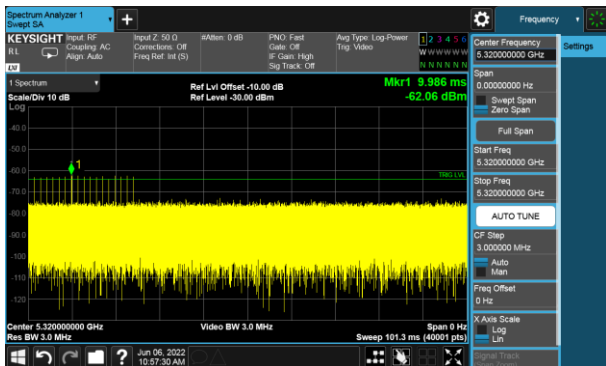 Spectrum Analyzer 1
Swept SA
Frequency
KEYSIGHT
RL
LXI
Input: RF
Coupling: AC
Align: Auto
Input Z: 50 Ω
Corrections: Off
Freq Ref: Int (S)
#Atten: 0 dB
PNO: Fast
Gate: Off
IF Gain: High
Sig Track: Off
Avg Type: Log-Power
Trig: Video
1 2 3 4 5 6
W W W W W W
N N N N N N
1 Spectrum
Scale/Div 10 dB
Log
Ref Lvl Offset -10.00 dB
Ref Level -30.00 dBm
Mkr1 9.986 ms
-62.06 dBm
1
TRIG LVL
-40.0
-50.0
-60.0
-70.0
-80.0
-90.0
-100
-110
-120
Center 5.320000000 GHz
Res BW 3.0 MHz
Video BW 3.0 MHz
Span 0 Hz
Sweep 101.3 ms (40001 pts)
Jun 06, 2022
10:57:30 AM
Center Frequency
5.320000000 GHz
Settings
Span
0.00000000 Hz
Swept Span
Zero Span
Full Span
Start Freq
5.320000000 GHz
Stop Freq
5.320000000 GHz
AUTO TUNE
CF Step
3.000000 MHz
Auto
Man
Freq Offset
0 Hz
X Axis Scale
Log
Lin
Signal Track